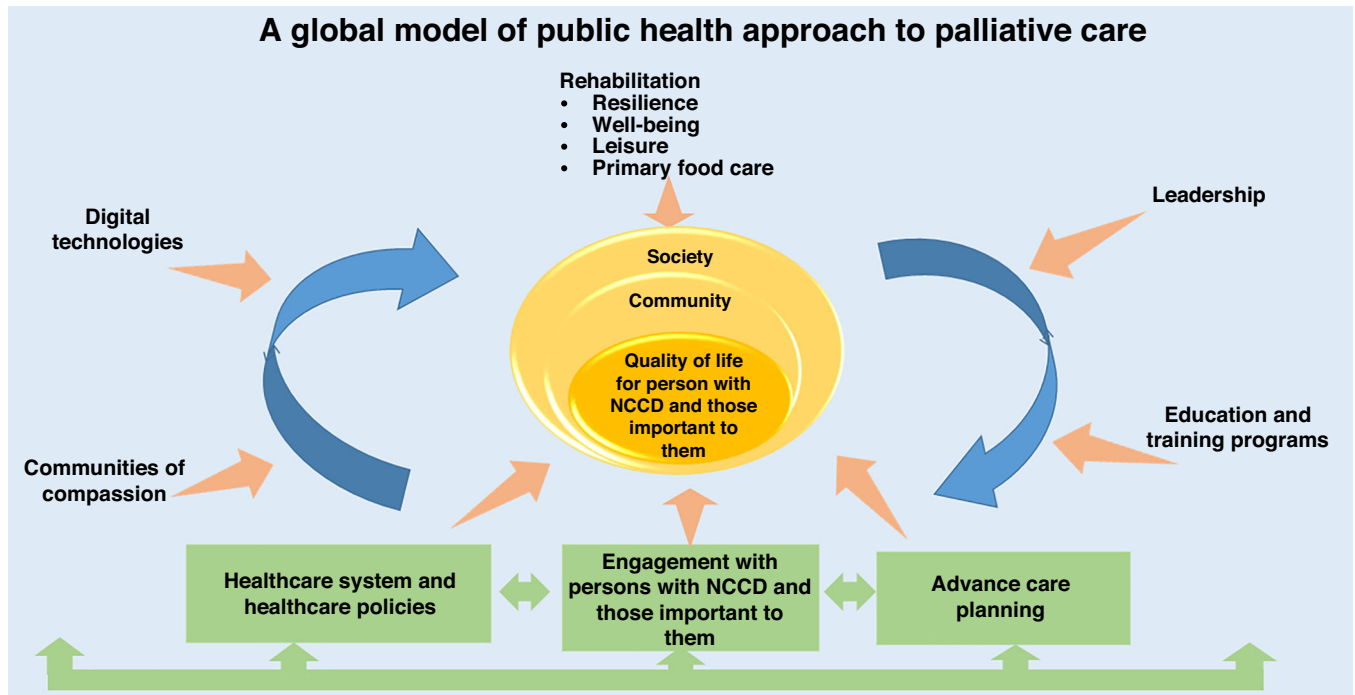 A global model of public health approach to palliative care
Rehabilitation
• Resilience
• Well-being
• Leisure
• Primary food care
Digital
technologies
Leadership
Society
Community
Quality of life
for person with
NCCD and those
important to
them
Communities of
compassion
Education and
training programs
Healthcare system and
healthcare policies
Engagement with
persons with NCCD and
those important to
them
Advance care
planning